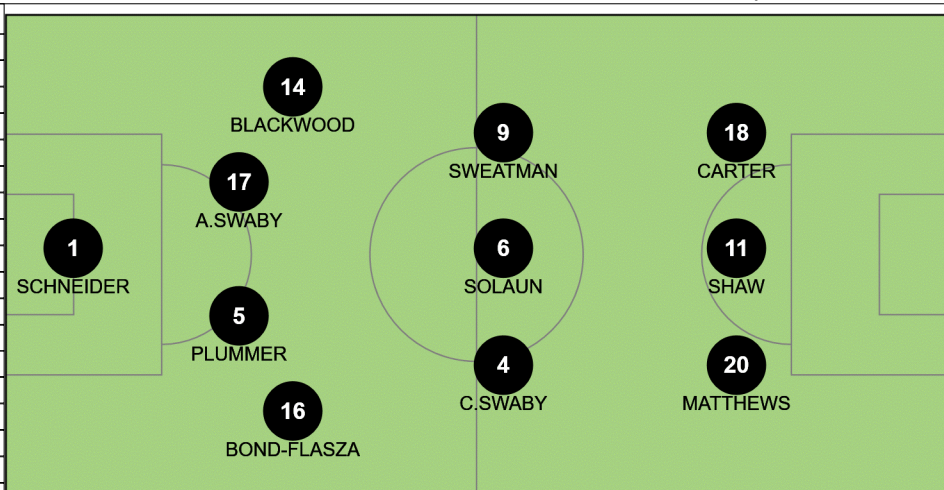 14
BLACKWOOD
9
SWEATMAN
18
CARTER
17
A.SWABY
1
SCHNEIDER
6
SOLAUN
11
SHAW
5
PLUMMER
4
C.SWABY
20
MATTHEWS
16
BOND-FLASZA